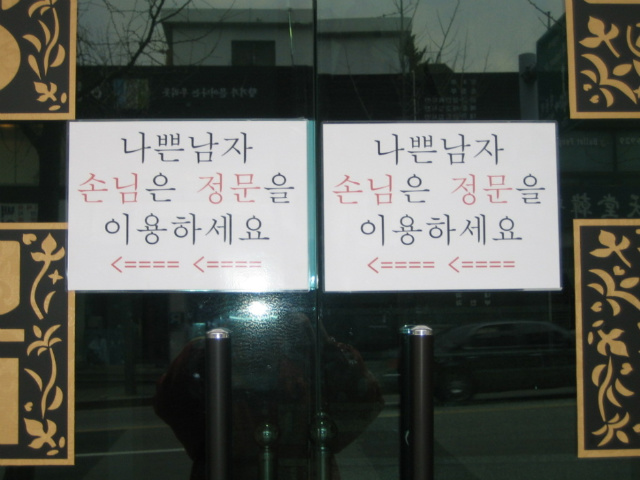 나쁜남자
손님은 정문을
이용하세요
<==== <====
나쁜남자
손님은 정문을
이용하세요
<==== <====